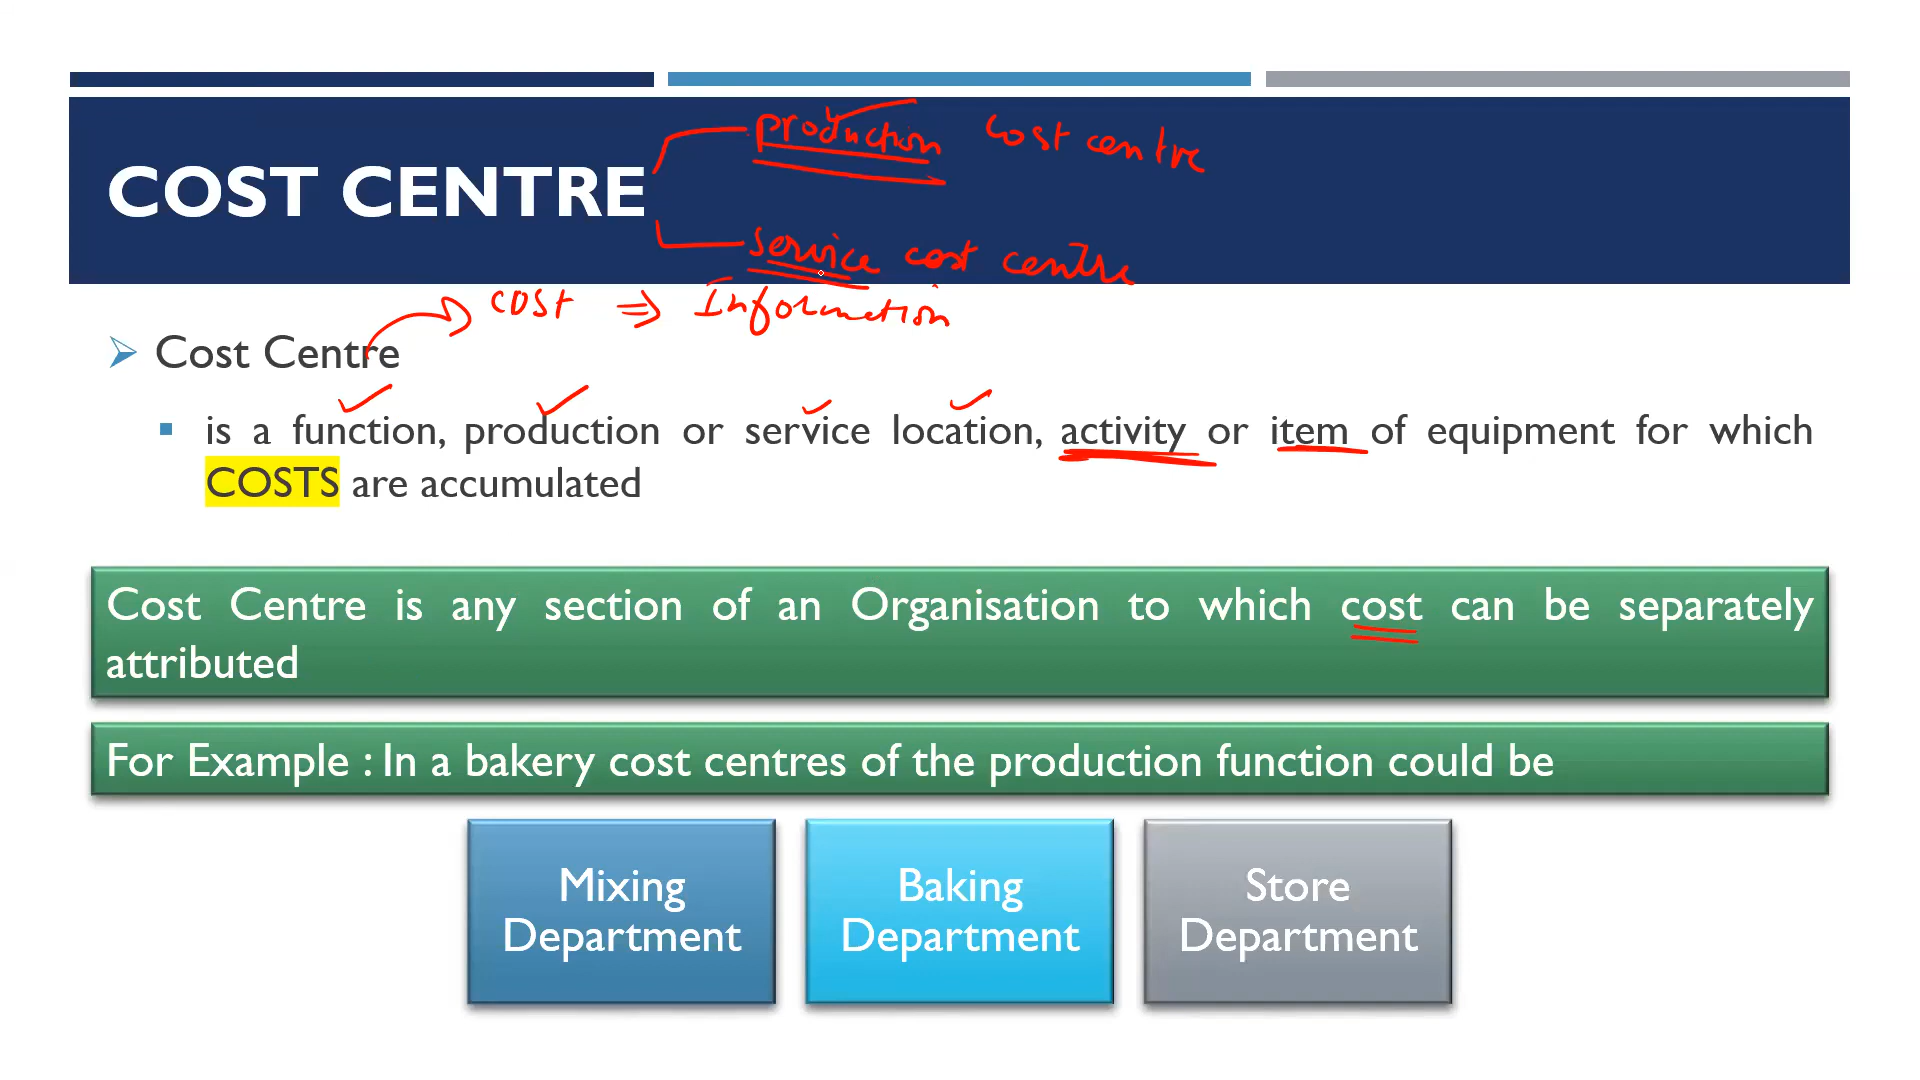 production cost centre
COST CENTRE
service cost centre
cost ⇒ Information
Cost Centre
is a function, production or service location, activity or item of equipment for which
COSTS are accumulated
Cost Centre is any section of an Organisation to which cost can be separately
attributed
For Example : In a bakery cost centres of the production function could be
Mixing
Department
Baking
Department
Store
Department